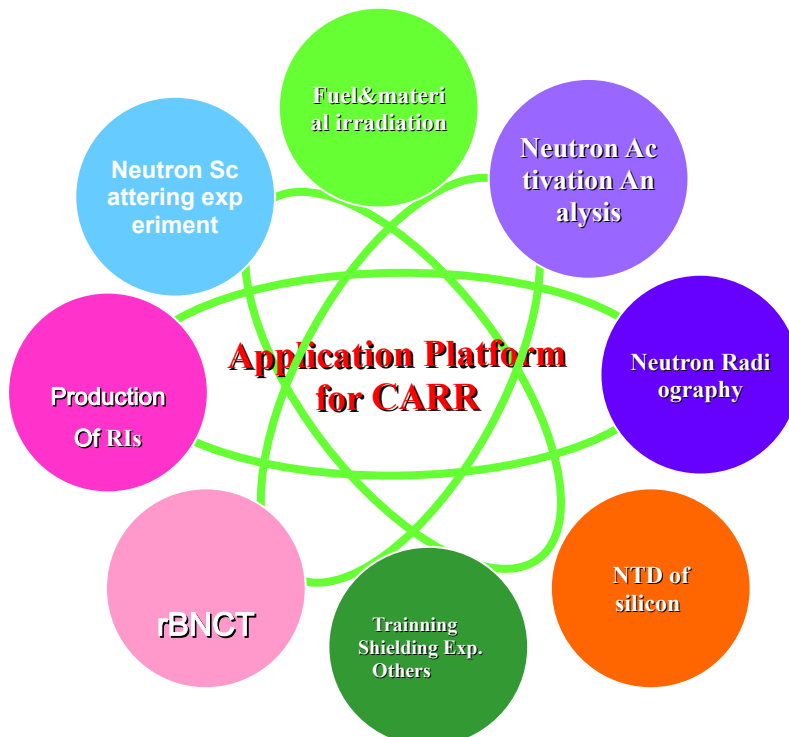 Fuel&materi
al irradiation
Neutron Sc
attering exp
eriment
Neutron Ac
tivation An
alysis
Application Platform
for CARR
Neutron Radi
ography
Production
Of RIs
NTD of
silicon
rBNCT
Trainning
Shielding Exp.
Others